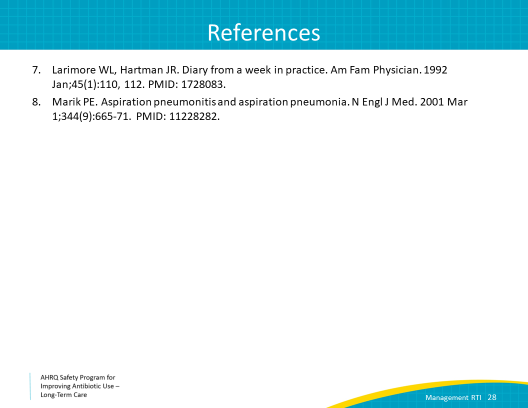 References
7. Larimore WL, Hartman JR. Diary from a week in practice. Am Fam Physician. 1992
Jan;45(1):110, 112. PMID: 1728083.
8. Marik PE. Aspiration pneumonitis and aspiration pneumonia. N Engl J Med. 2001 Mar
1;344(9):665-71. PMID: 11228282.
AHRQ Safety Program for
Improving Antibiotic Use –
Long-Term Care
Management RTI 28